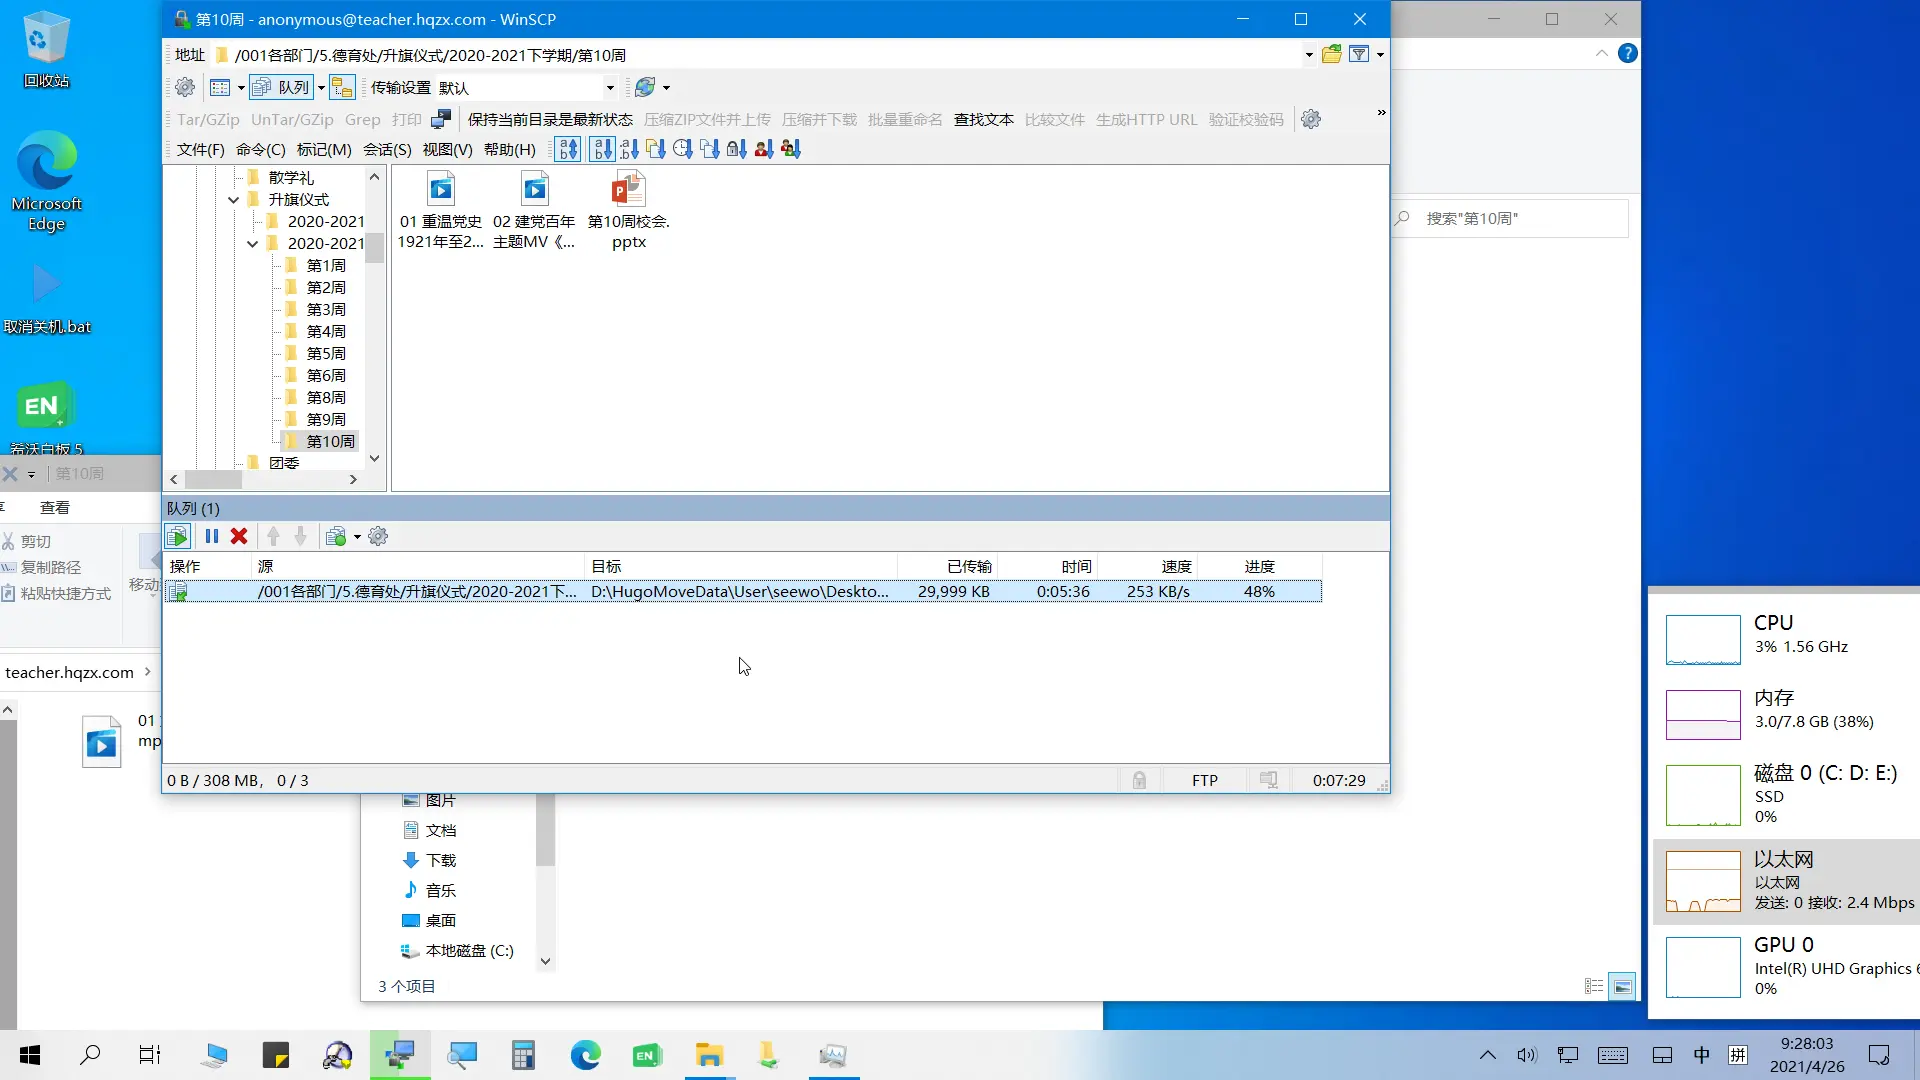 第10周 - anonymous@teacher.hqzx.com - WinSCP
地址 /001各部门/5.德育处/升旗仪式/2020-2021下学期/第10周
队列 传输设置 默认
Tar/GZip UnTar/GZip Grep 打印 保持当前目录是最新状态 压缩ZIP文件并上传 压缩并下载 批量重命名 查找文本 比较文件 生成HTTP URL 验证校验码
文件(F) 命令(C) 标记(M) 会话(S) 视图(V) 帮助(H)
散学礼
升旗仪式
2020-2021
2020-2021
第1周
第2周
第3周
第4周
第5周
第6周
第8周
第9周
第10周
团委
01 重温党史
1921年至2...
02 建党百年
主题MV《...
第10周校会.
pptx
队列 (1)
操作 源 目标 已传输 时间 速度 进度
/001各部门/5.德育处/升旗仪式/2020-2021下... D:\HugoMoveData\User\seewo\Deskto... 29,999 KB 0:05:36 253 KB/s 48%
0 B / 308 MB， 0 / 3
FTP
0:07:29
回收站
Microsoft
Edge
取消关机.bat
EN
希沃白板 5
第10周
查看
剪切
复制路径
粘贴快捷方式
移动
teacher.hqzx.com
01
mp
搜索"第10周"
图片
文档
下载
音乐
桌面
本地磁盘 (C:)
3 个项目
CPU
3% 1.56 GHz
内存
3.0/7.8 GB (38%)
磁盘 0 (C: D: E:)
SSD
0%
以太网
以太网
发送: 0 接收: 2.4 Mbps
GPU 0
Intel(R) UHD Graphics 6
0%
EN
中
拼
9:28:03
2021/4/26